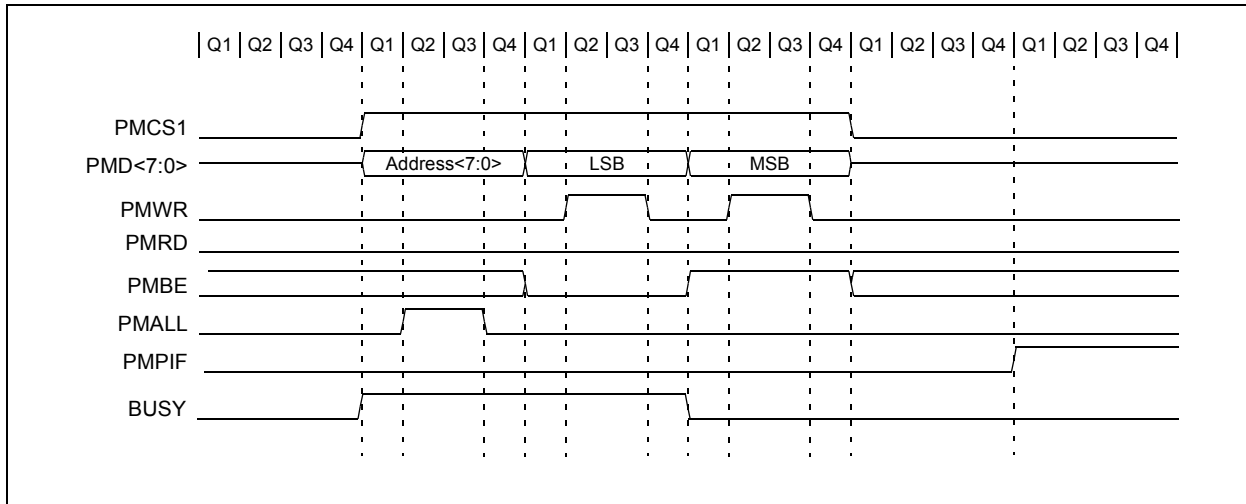 Q1 Q2 Q3 Q4 Q1 Q2 Q3 Q4 Q1 Q2 Q3 Q4 Q1 Q2 Q3 Q4 Q1 Q2 Q3 Q4 Q1 Q2 Q3 Q4
PMCS1
PMD<7:0> Address<7:0> LSB MSB
PMWR
PMRD
PMBE
PMALL
PMPIF
BUSY